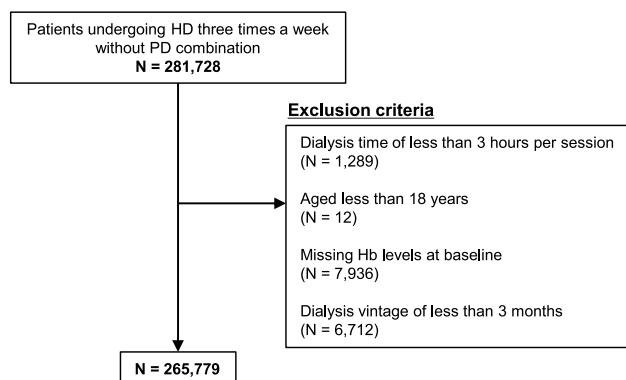 Patients undergoing HD three times a week
without PD combination
N = 281,728
Exclusion criteria
Dialysis time of less than 3 hours per session
(N = 1,289)
Aged less than 18 years
(N = 12)
Missing Hb levels at baseline
(N = 7,936)
Dialysis vintage of less than 3 months
(N = 6,712)
N = 265,779